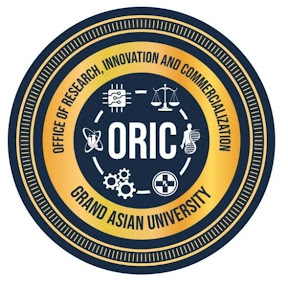 OFFICE OF RESEARCH, INNOVATION AND COMMERCIALIZATION
ORIC
GRAND ASIAN UNIVERSITY